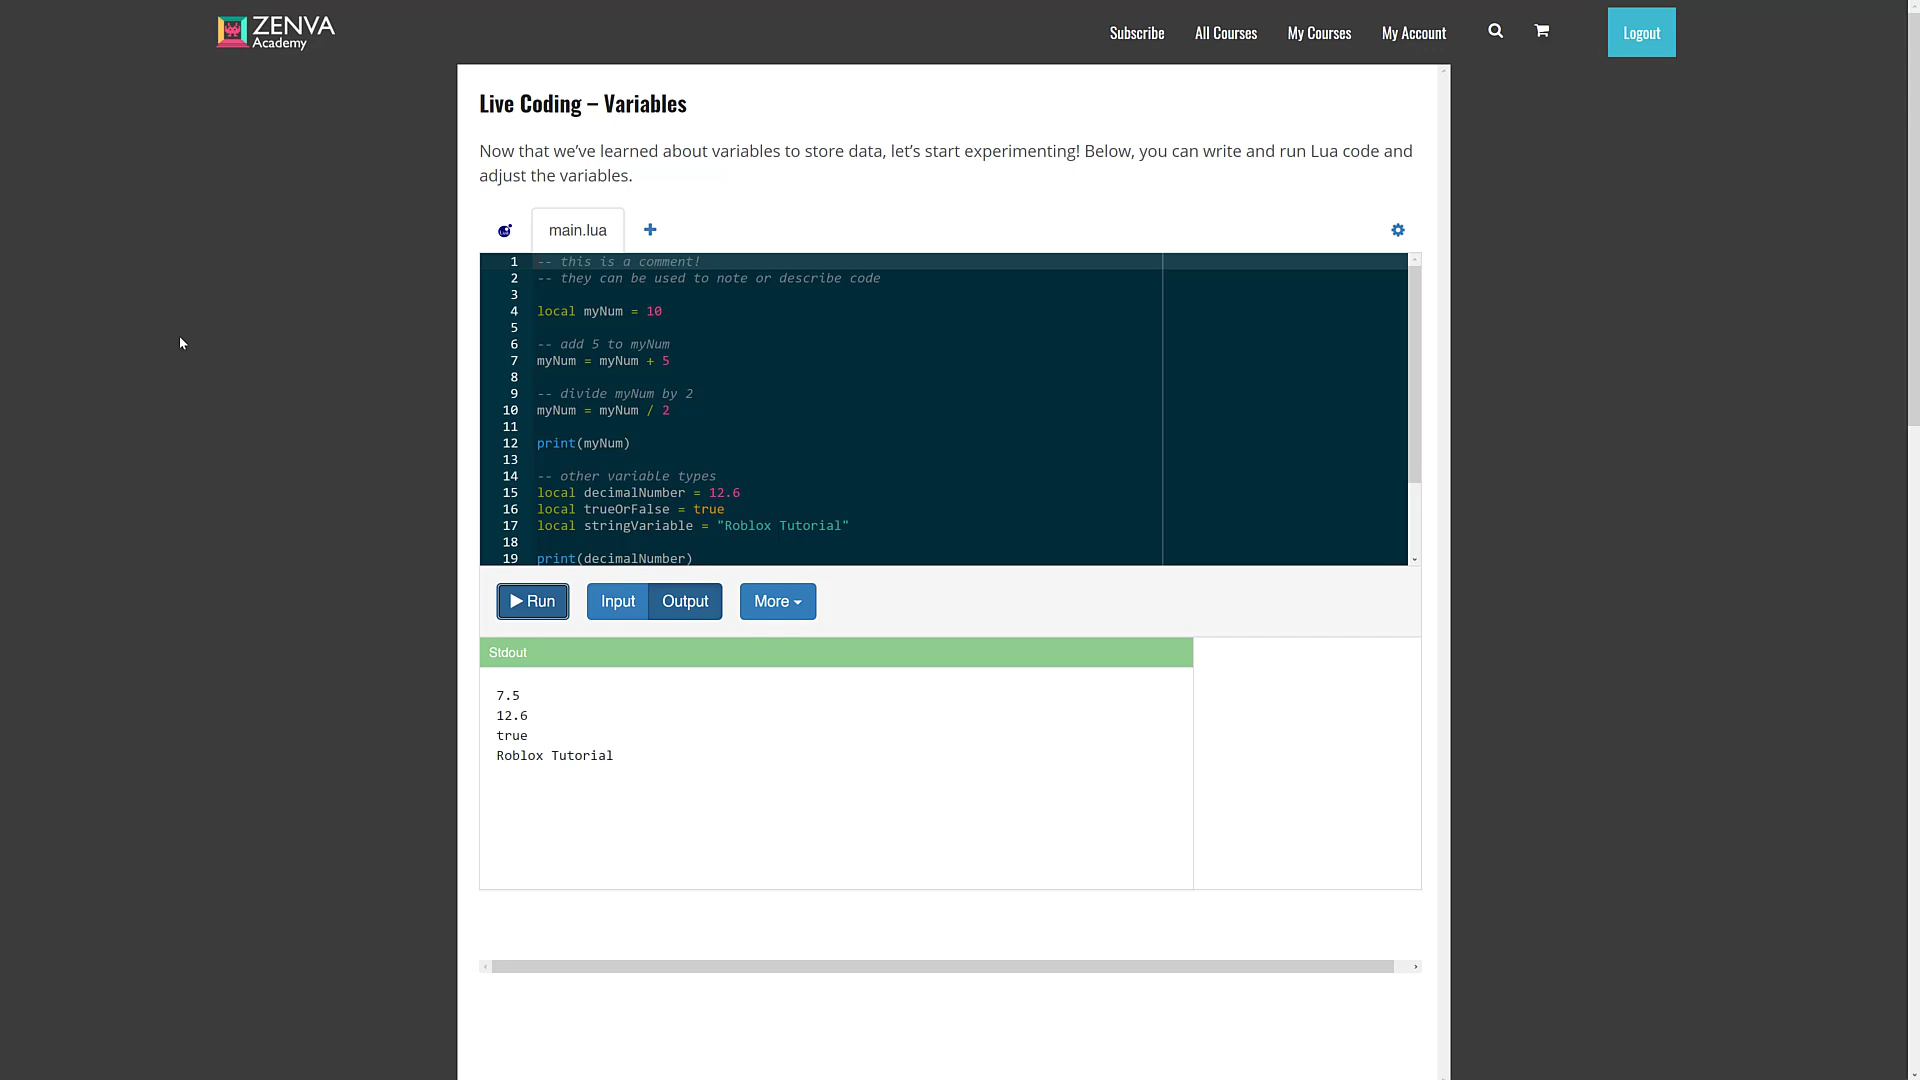 ZENVA
Academy
Subscribe
All Courses
My Courses
My Account
Logout
Live Coding – Variables
Now that we’ve learned about variables to store data, let’s start experimenting! Below, you can write and run Lua code and
adjust the variables.
main.lua
1 -- this is a comment!
2 -- they can be used to note or describe code
3
4 local myNum = 10
5
6 -- add 5 to myNum
7 myNum = myNum + 5
8
9 -- divide myNum by 2
10 myNum = myNum / 2
11
12 print(myNum)
13
14 -- other variable types
15 local decimalNumber = 12.6
16 local trueOrFalse = true
17 local stringVariable = "Roblox Tutorial"
18
19 print(decimalNumber)
Run
Input
Output
More
Stdout
7.5
12.6
true
Roblox Tutorial